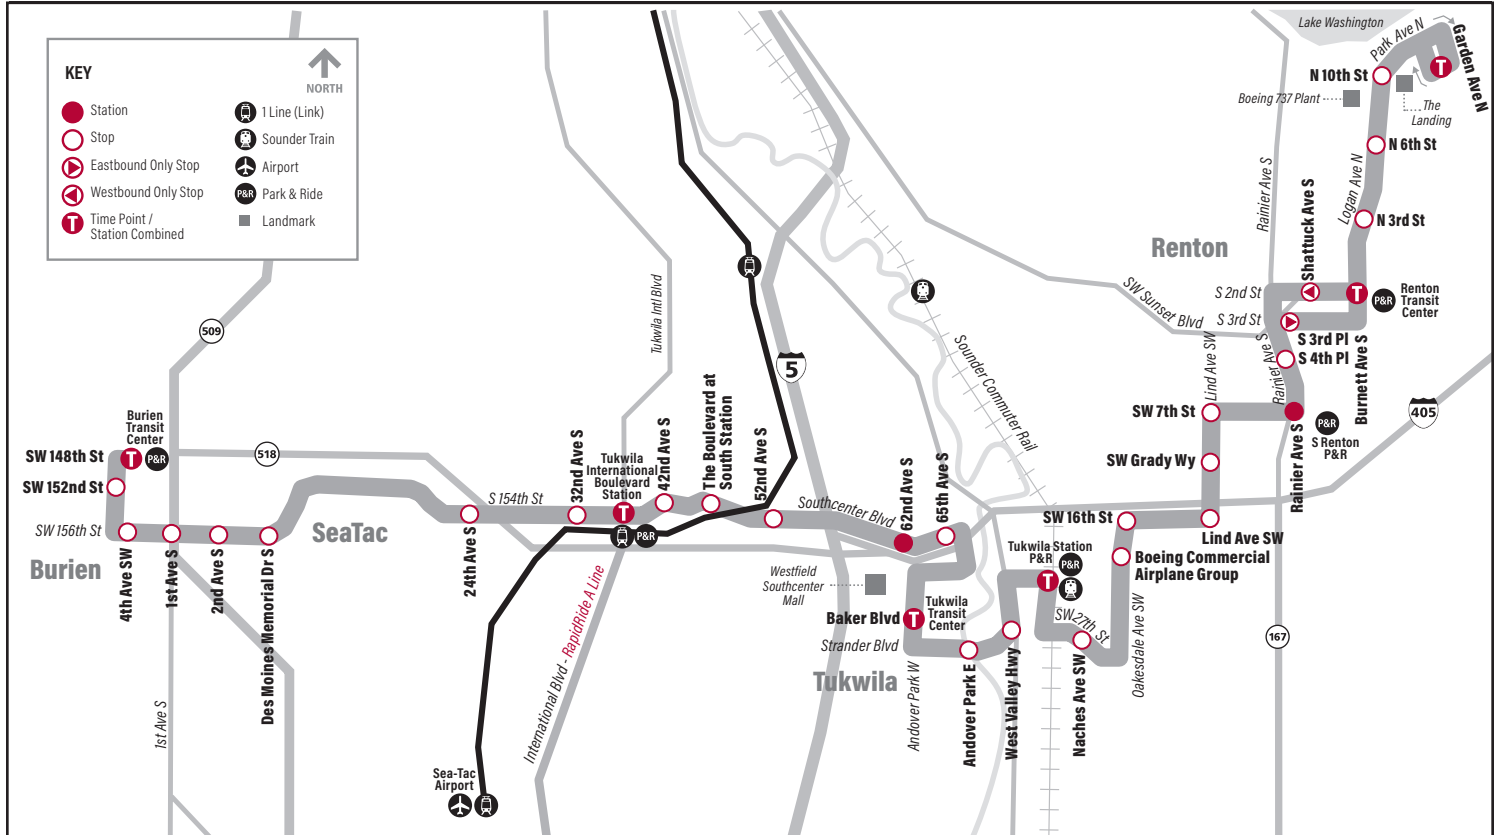 KEY
NORTH
Station
Stop
Eastbound Only Stop
Westbound Only Stop
T
Time Point /
Station Combined
1 Line (Link)
Sounder Train
Airport
P&R
Park & Ride
Landmark
Lake Washington
Park Ave N
Garden Ave N
T
N 10th St
Boeing 737 Plant
The
Landing
N 6th St
Logan Ave N
Rainier Ave S
N 3rd St
Renton
Shattuck Ave S
S 2nd St
T
P&R
Renton
Transit
Center
SW Sunset Blvd
S 3rd St
S 3rd Pl
S 4th Pl
Rainier Ave S
Burnett Ave S
Lind Ave SW
SW 7th St
Rainier Ave S
P&R
S Renton
P&R
405
SW Grady Wy
SW 16th St
Lind Ave SW
Boeing Commercial
Airplane Group
Oakesdale Ave SW
167
Tukwila Station
P&R
P&R
T
SW 27th St
Naches Ave SW
West Valley Hwy
Andover Park E
Sounder Commuter Rail
5
509
518
Tukwila Intl Blvd
Burien
Transit
Center
SW 148th St
T
P&R
SW 152nd St
SW 156th St
Burien
4th Ave SW
1st Ave S
2nd Ave S
Des Moines Memorial Dr S
1st Ave S
SeaTac
S 154th St
24th Ave S
32nd Ave S
Tukwila
International
Boulevard
Station
T
P&R
42nd Ave S
The Boulevard at
South Station
52nd Ave S
Southcenter Blvd
62nd Ave S
65th Ave S
Westfield
Southcenter
Mall
Baker Blvd
T
Tukwila
Transit
Center
Strander Blvd
Tukwila
Andover Park W
International Blvd - RapidRide A Line
Sea-Tac
Airport